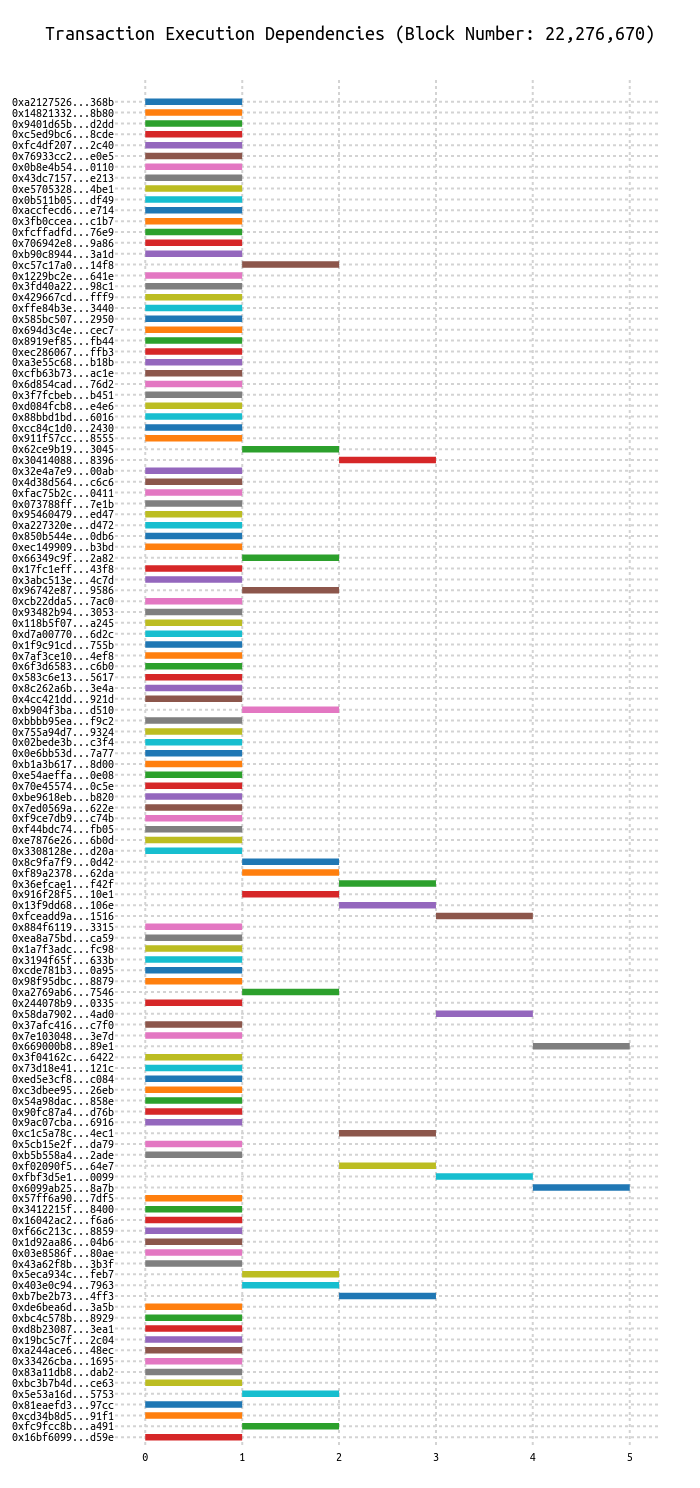 Transaction Execution Dependencies (Block Number: 22,276,670)
0xa2127526...368b
0x14821332...8b80
0x9401d65b...d2dd
0xc5ed9bc6...8cde
0xfc4df207...2c40
0x76933cc2...e0e5
0x0b8e4b54...0110
0x43dc7157...e213
0xe5705328...4be1
0x0b511b05...df49
0xaccfecd6...e714
0x3fb0ccea...c1b7
0xfcffadfd...76e9
0x706942e8...9a86
0xb90c8944...3a1d
0xc57c17a0...14f8
0x1229bc2e...641e
0x3fd40a22...98c1
0x429667cd...fff9
0xffe84b3e...3440
0x585bc507...2950
0x694d3c4e...cec7
0x8919ef85...fb44
0xec286067...ffb3
0xa3e55c68...b18b
0xcfb63b73...ac1e
0x6d854cad...76d2
0x3f7fcbeb...b451
0xd084fcb8...e4e6
0x88bbd1bd...6016
0xcc84c1d0...2430
0x911f57cc...8555
0x62ce9b19...3045
0x30414088...8396
0x32e4a7e9...00ab
0x4d38d564...c6c6
0xfac75b2c...0411
0x073788ff...7e1b
0x95460479...ed47
0xa227320e...d472
0x850b544e...0db6
0xec149909...b3bd
0x66349c9f...2a82
0x17fc1eff...43f8
0x3abc513e...4c7d
0x96742e87...9586
0xcb22dda5...7ac0
0x93482b94...3053
0x118b5f07...a245
0xd7a00770...6d2c
0x1f9c91cd...755b
0x7af3ce10...4ef8
0x6f3d6583...c6b0
0x583c6e13...5617
0x8c262a6b...3e4a
0x4cc421dd...921d
0xb904f3ba...d510
0xbbbb95ea...f9c2
0x755a94d7...9324
0x02bede3b...c3f4
0x0e6bb53d...7a77
0xb1a3b617...8d00
0xe54aeffa...0e08
0x70e45574...0c5e
0xbe9618eb...b820
0x7ed0569a...622e
0xf9ce7db9...c74b
0xf44bdc74...fb05
0xe7876e26...6b0d
0x3308128e...d20a
0x8c9fa7f9...0d42
0xf89a2378...62da
0x36efcae1...f42f
0x916f28f5...10e1
0x13f9dd68...106e
0xfceadd9a...1516
0x884f6119...3315
0xea8a75bd...ca59
0x1a7f3adc...fc98
0x3194f65f...633b
0xcde781b3...0a95
0x98f95dbc...8879
0xa2769ab6...7546
0x244078b9...0335
0x58da7902...4ad0
0x37afc416...c7f0
0x7e103048...3e7d
0x669000b8...89e1
0x3f04162c...6422
0x73d18e41...121c
0xed5e3cf8...c084
0xc3dbee95...26eb
0x54a98dac...858e
0x90fc87a4...d76b
0x9ac07cba...6916
0xc1c5a78c...4ec1
0x5cb15e2f...da79
0xb5b558a4...2ade
0xf02090f5...64e7
0xfbf3d5e1...0099
0x6099ab25...8a7b
0x57ff6a90...7df5
0x3412215f...8400
0x16042ac2...f6a6
0xf66c213c...8859
0x1d92aa86...04b6
0x03e8586f...80ae
0x43a62f8b...3b3f
0x5eca934c...feb7
0x403e0c94...7963
0xb7be2b73...4ff3
0xde6bea6d...3a5b
0xbc4c578b...8929
0xd8b23087...3ea1
0x19bc5c7f...2c04
0xa244ace6...48ec
0x33426cba...1695
0x83a11db8...dab2
0xbc3b7b4d...ce63
0x5e53a16d...5753
0x81eaefd3...97cc
0xcd34b8d5...91f1
0xfc9fcc8b...a491
0x16bf6099...d59e
0 1 2 3 4 5